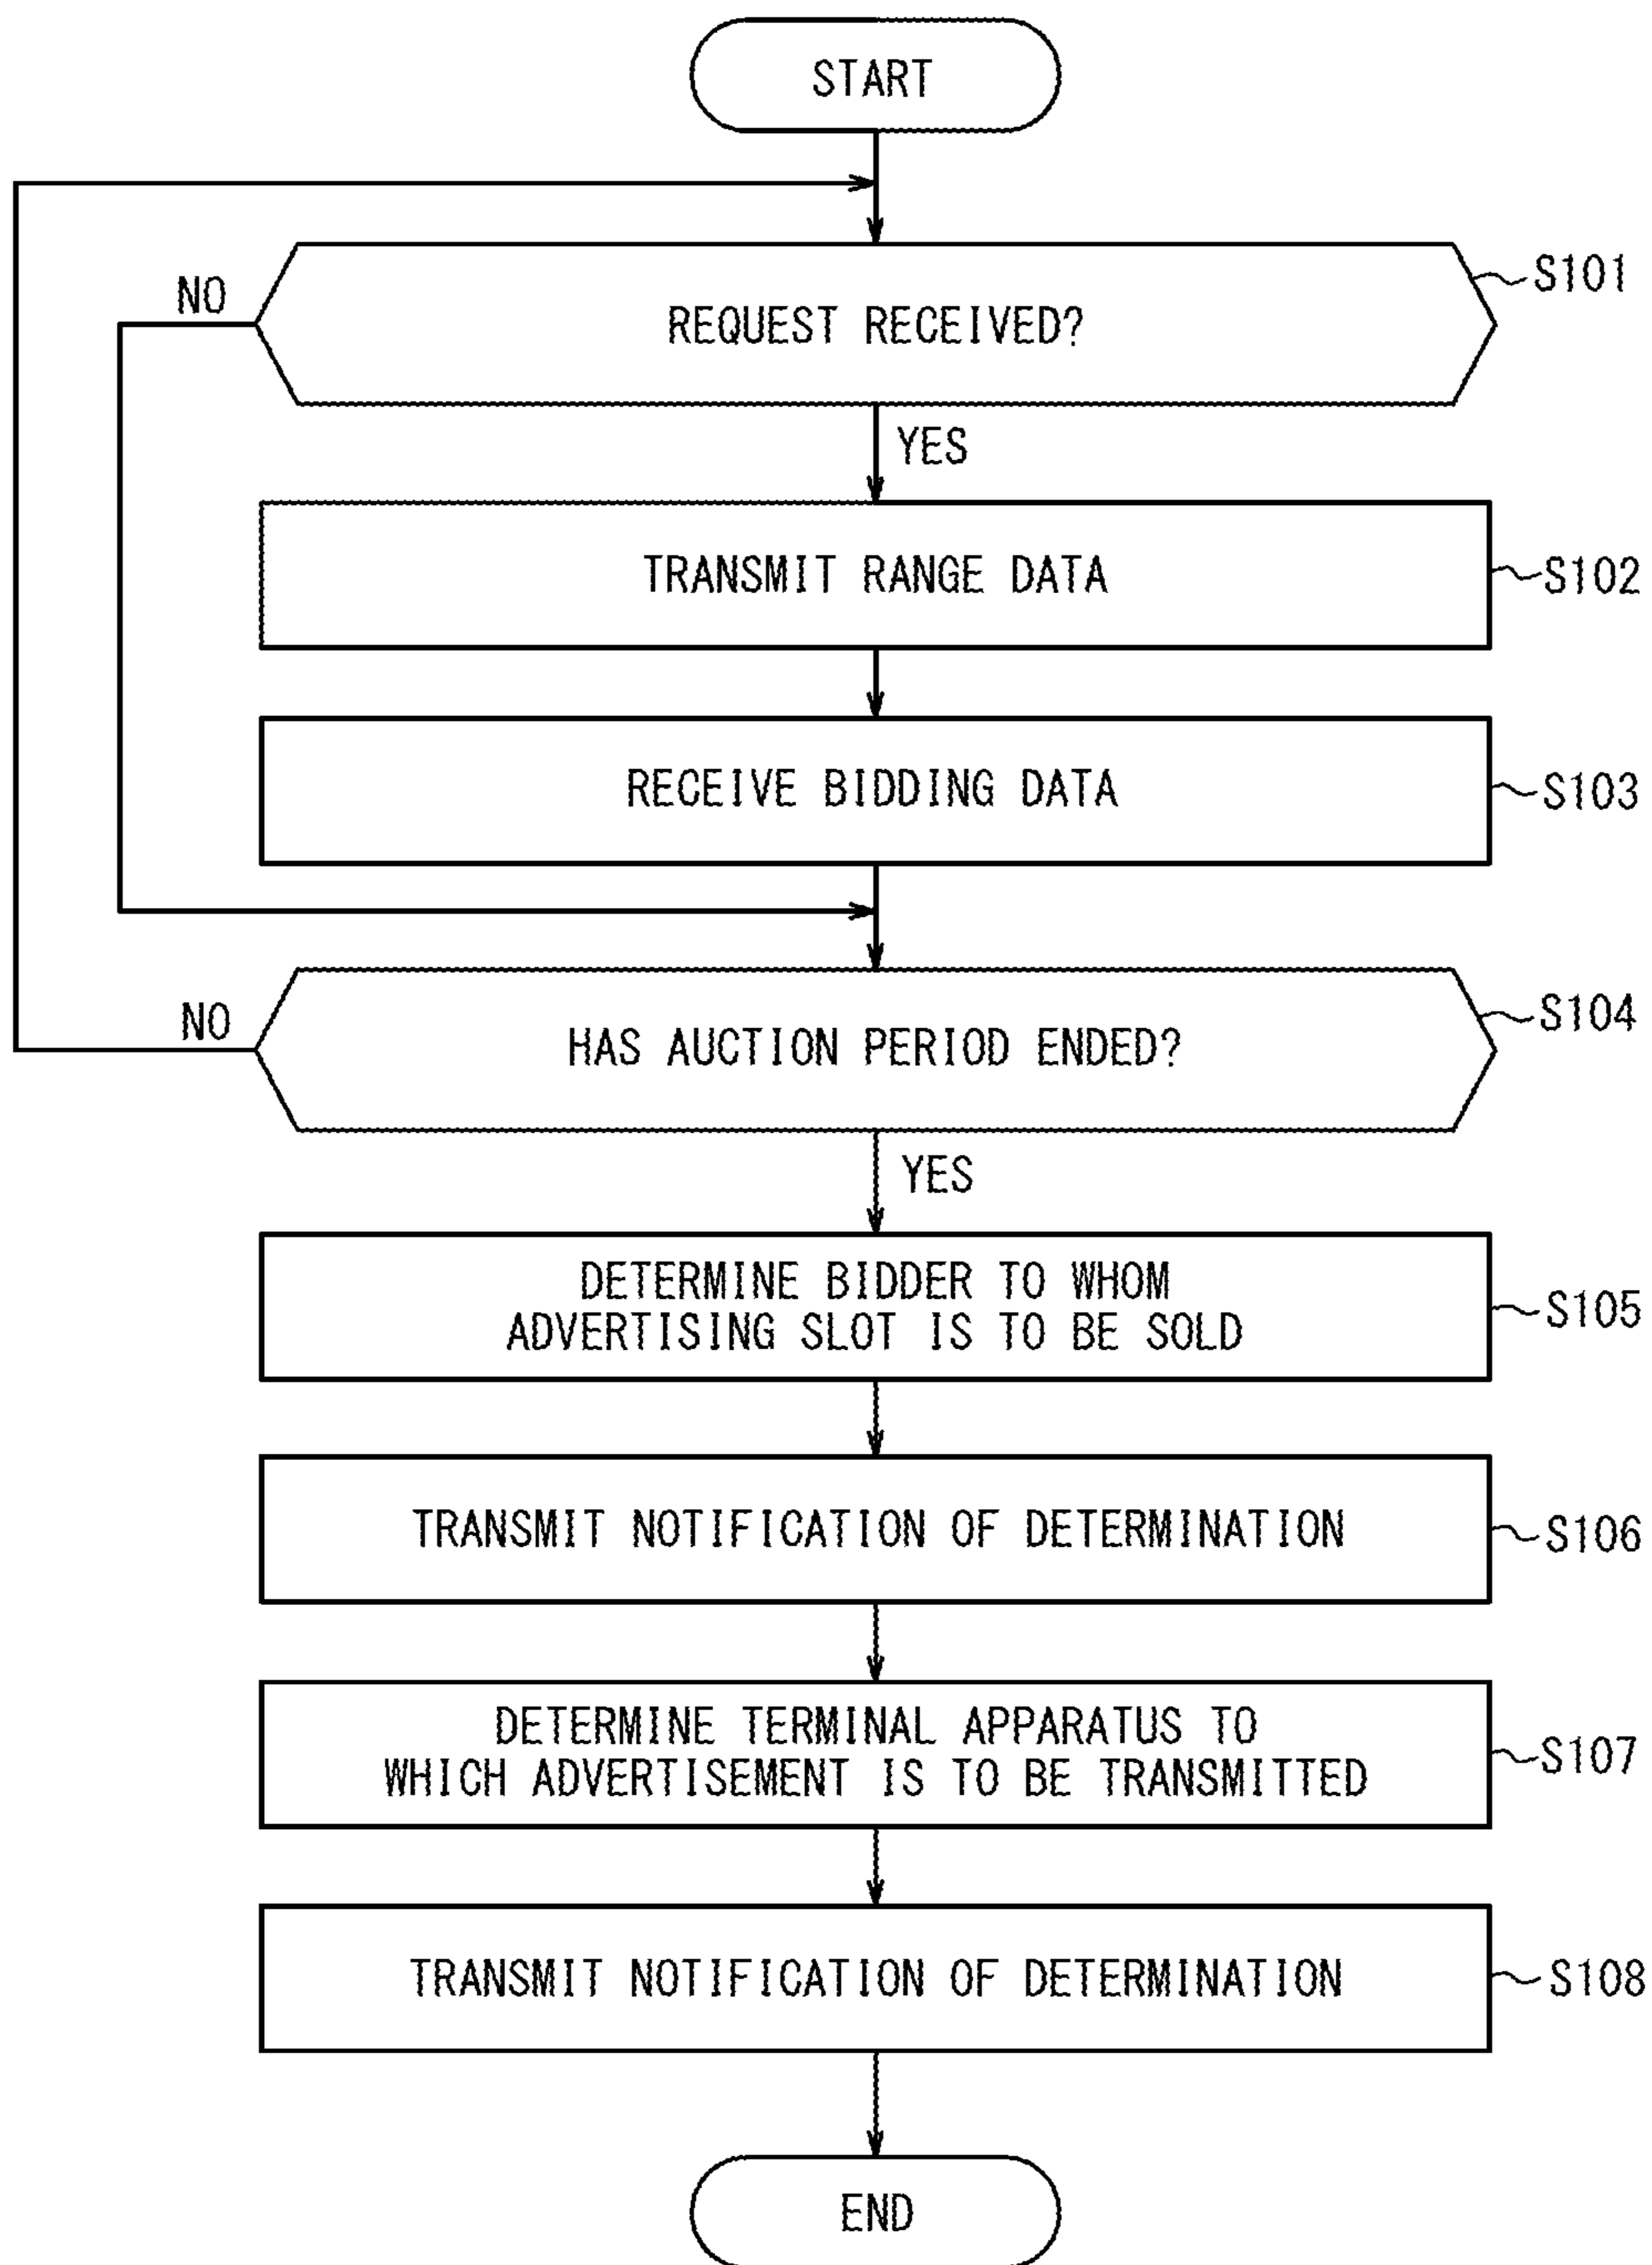 START
NO
REQUEST RECEIVED?
S101
YES
TRANSMIT RANGE DATA
S102
RECEIVE BIDDING DATA
S103
NO
HAS AUCTION PERIOD ENDED?
S104
YES
DETERMINE BIDDER TO WHOM
ADVERTISING SLOT IS TO BE SOLD
S105
TRANSMIT NOTIFICATION OF DETERMINATION
S106
DETERMINE TERMINAL APPARATUS TO
WHICH ADVERTISEMENT IS TO BE TRANSMITTED
S107
TRANSMIT NOTIFICATION OF DETERMINATION
S108
END